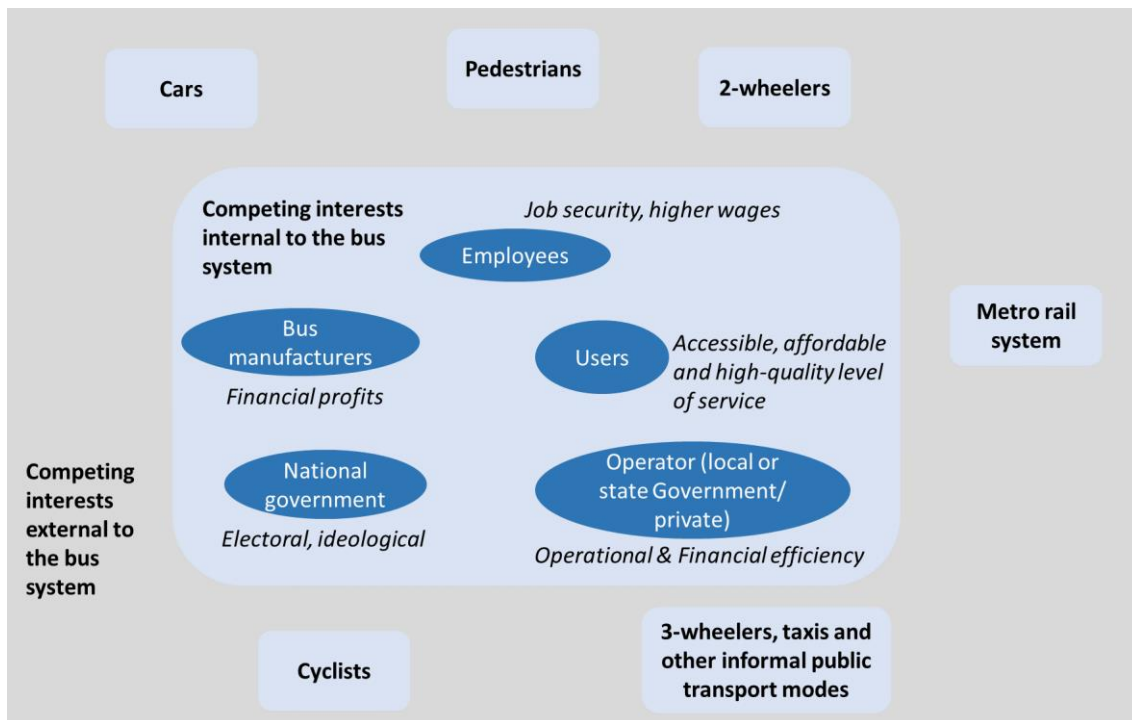 Cars
Pedestrians
2-wheelers
Competing interests
internal to the bus
system
Job security, higher wages
Employees
Bus
manufacturers
Financial profits
Users
Accessible, affordable
and high-quality level
of service
Metro rail
system
National
government
Electoral, ideological
Operator (local or
state Government/
private)
Operational & Financial efficiency
Competing
interests
external to
the bus
system
Cyclists
3-wheelers, taxis and
other informal public
transport modes